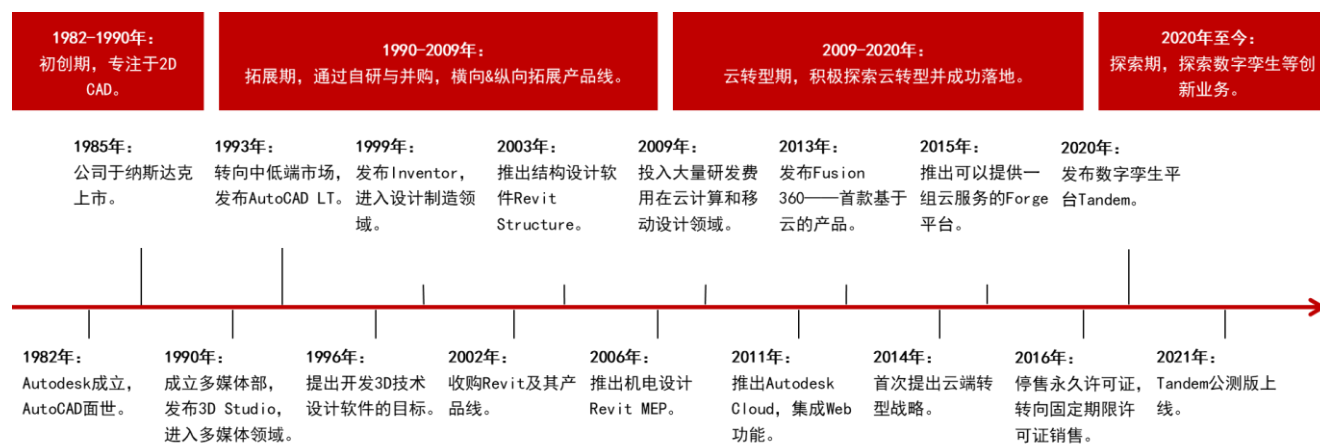 1982-1990年：
初创期，专注于2D
CAD。
1990-2009年：
拓展期，通过自研与并购，横向&纵向拓展产品线。
2009-2020年：
云转型期，积极探索云转型并成功落地。
2020年至今：
探索期，探索数字孪生等创
新业务。
1985年：
公司于纳斯达克
上市。
1993年：
转向中低端市场，
发布AutoCAD LT。
1999年：
发布Inventor，
进入设计制造领
域。
2003年：
推出结构设计软
件Revit
Structure。
2009年：
投入大量研发费
用在云计算和移
动设计领域。
2013年：
发布Fusion
360——首款基于
云的产品。
2015年：
推出可以提供一
组云服务的Forge
平台。
2020年：
发布数字孪生平
台Tandem。
1982年：
Autodesk成立，
AutoCAD面世。
1990年：
成立多媒体部，
发布3D Studio，
进入多媒体领域。
1996年：
提出开发3D技术
设计软件的目标。
2002年：
收购Revit及其产
品线。
2006年：
推出机电设计
Revit MEP。
2011年：
推出Autodesk
Cloud，集成Web
功能。
2014年：
首次提出云端转
型战略。
2016年：
停售永久许可证，
转向固定期限许
可证销售。
2021年：
Tandem公测版上
线。